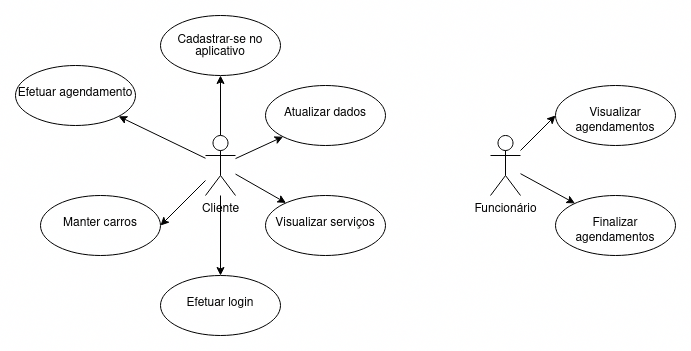 Cadastrar-se no
aplicativo
Efetuar agendamento
Atualizar dados
Cliente
Manter carros
Visualizar serviços
Efetuar login
Visualizar
agendamentos
Funcionário
Finalizar
agendamentos